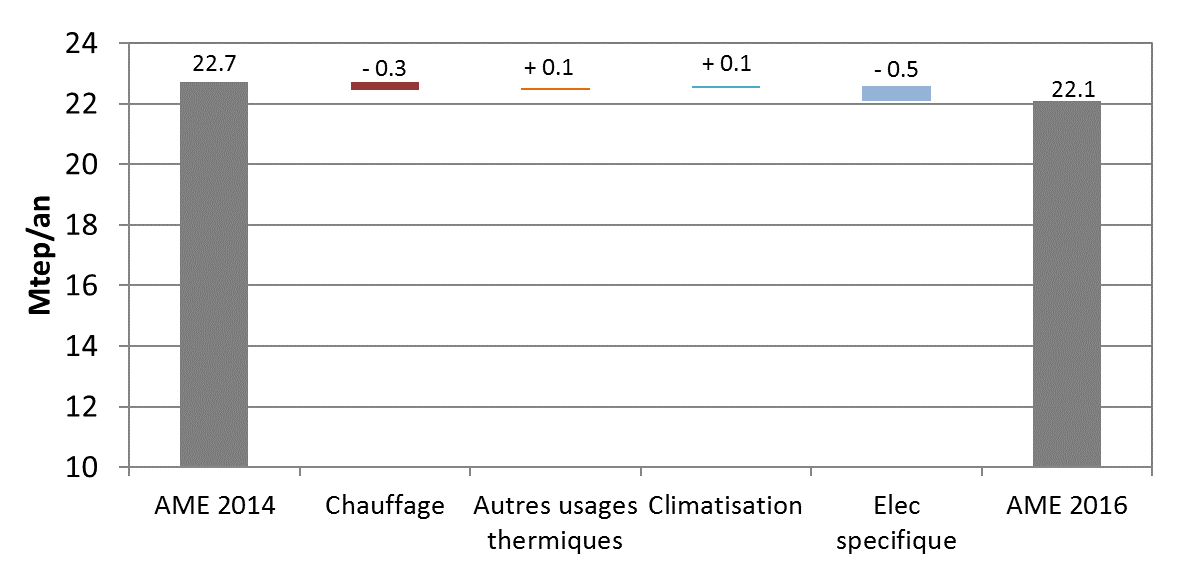 24
22
20
18
16
14
12
10
Mtep/an
22.7
- 0.3
+ 0.1
+ 0.1
- 0.5
22.1
AME 2014
Chauffage
Autres usages
thermiques
Climatisation
Elec
specifique
AME 2016